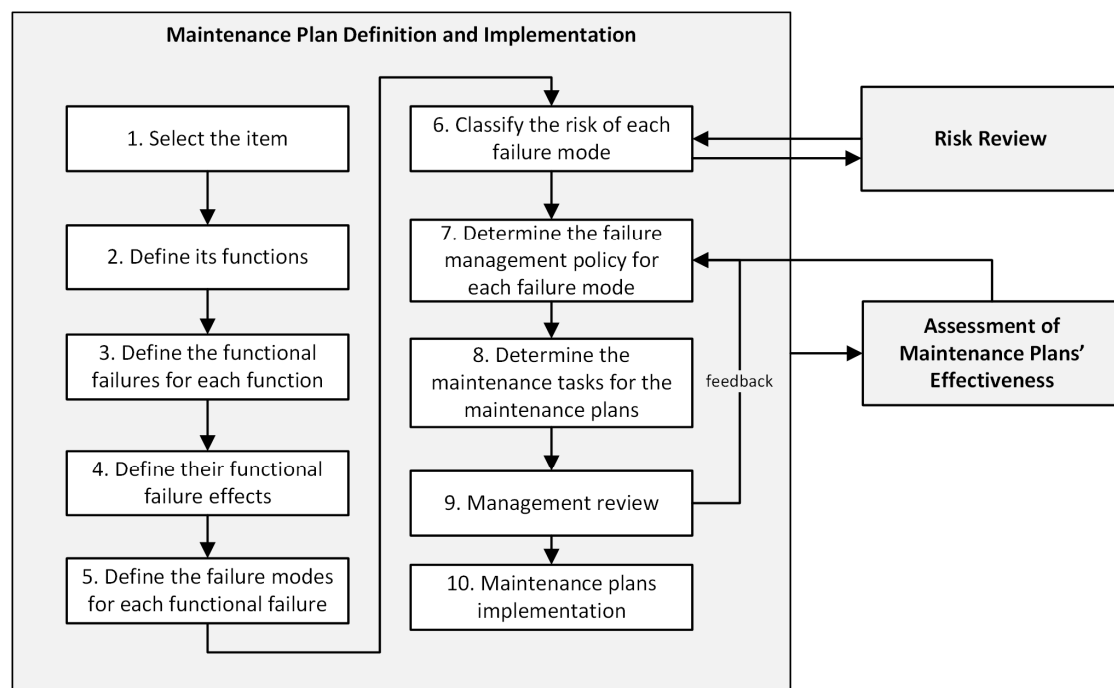 Maintenance Plan Definition and Implementation
1. Select the item
2. Define its functions
3. Define the functional
failures for each function
4. Define their functional
failure effects
5. Define the failure modes
for each functional failure
6. Classify the risk of each
failure mode
7. Determine the failure
management policy for
each failure mode
8. Determine the
maintenance tasks for the
maintenance plans
feedback
9. Management review
10. Maintenance plans
implementation
Risk Review
Assessment of
Maintenance Plans’
Effectiveness